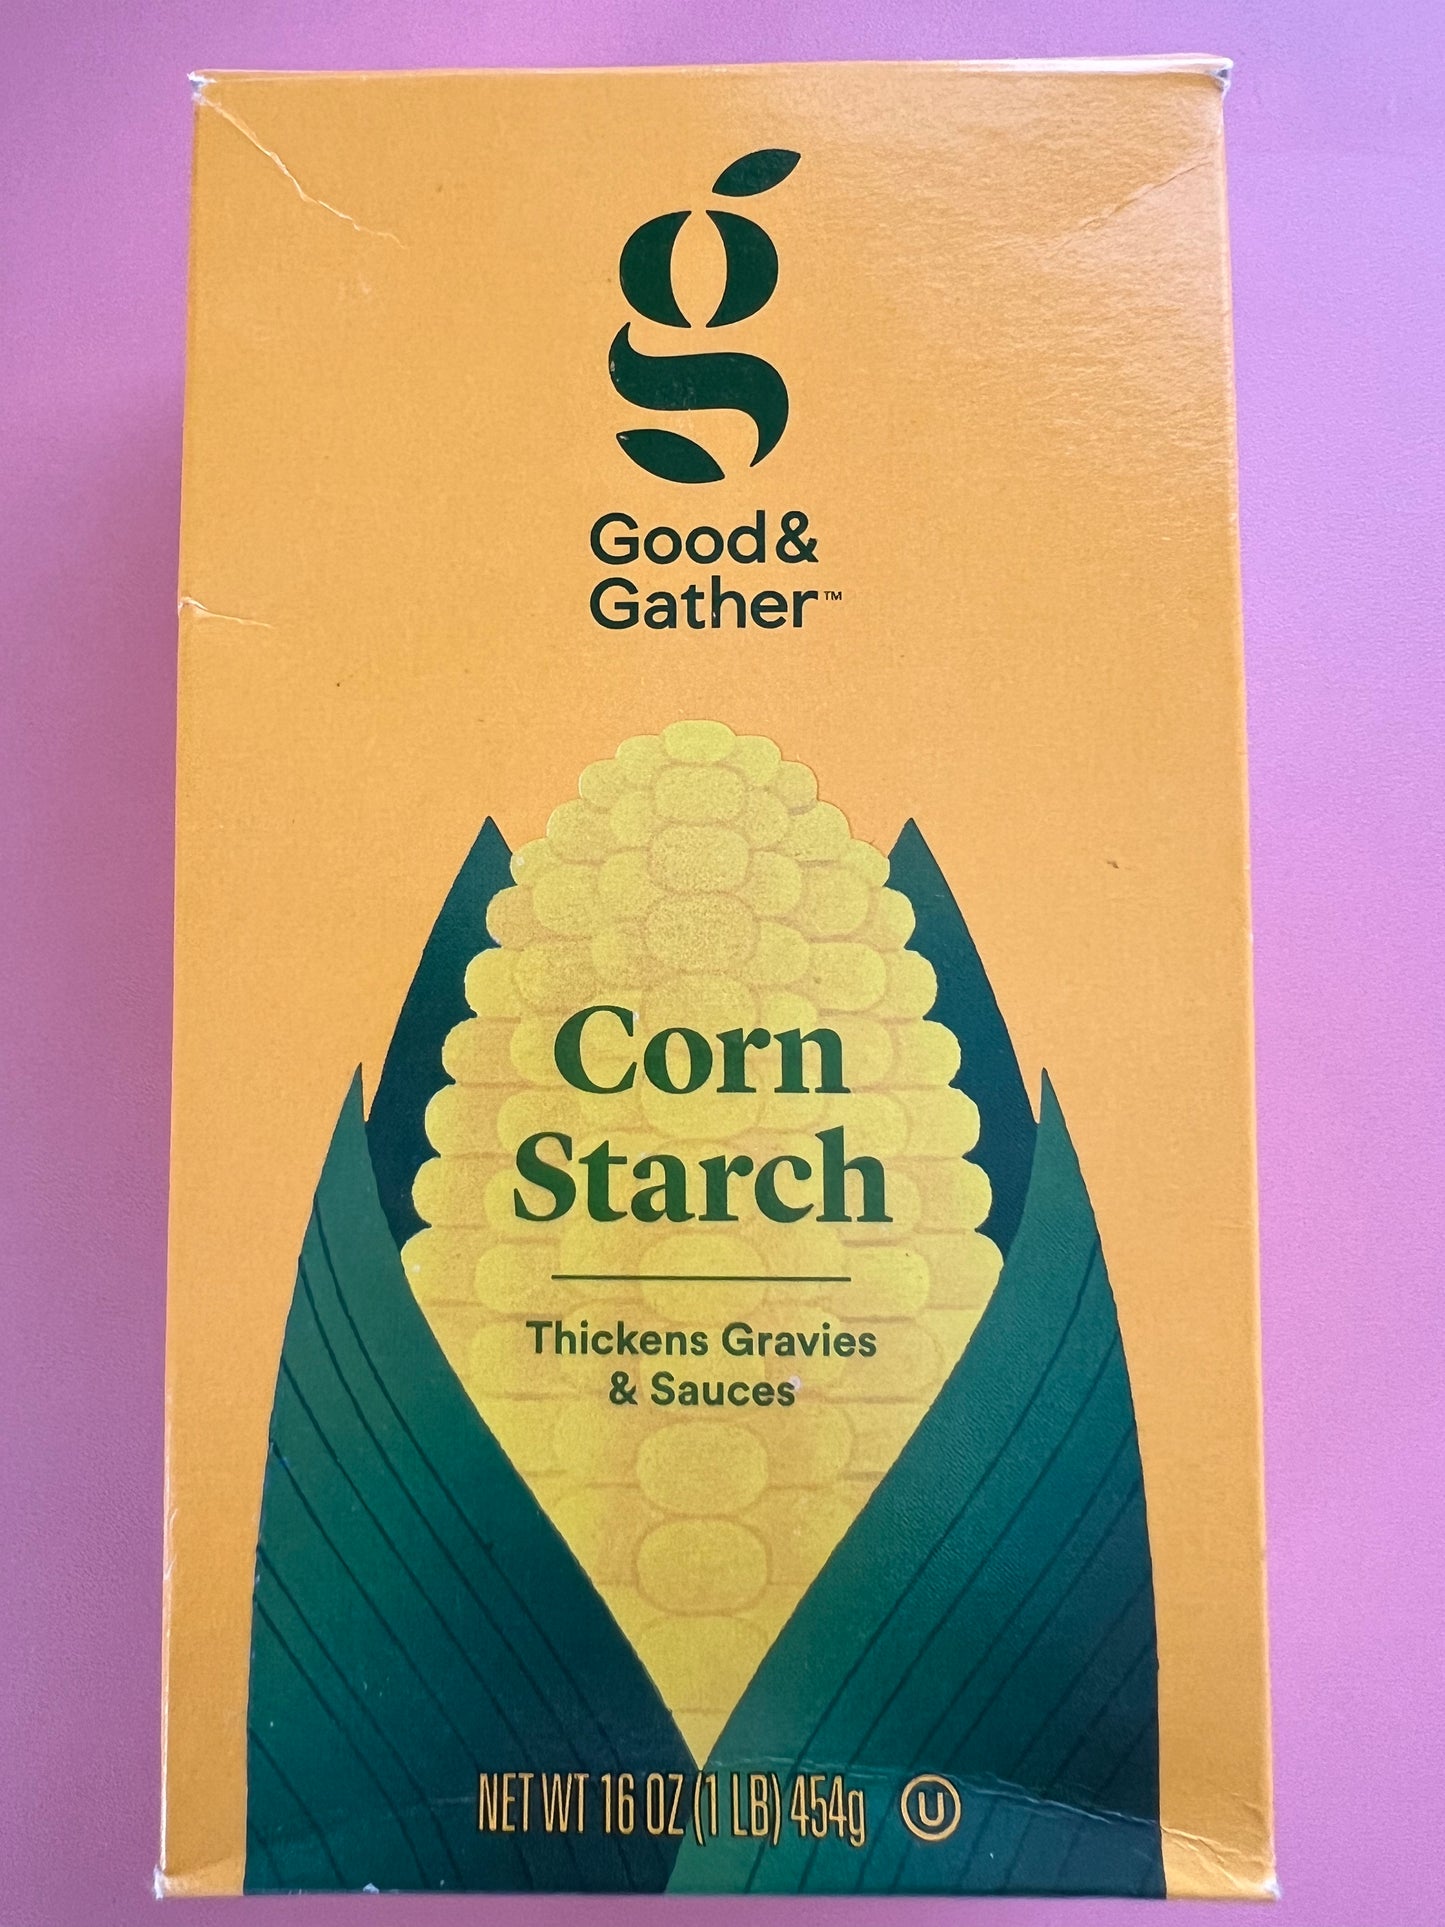 Good &
Gather™
Corn
Starch
Thickens Gravies
& Sauces
NET WT 16 OZ (1 LB) 454g U